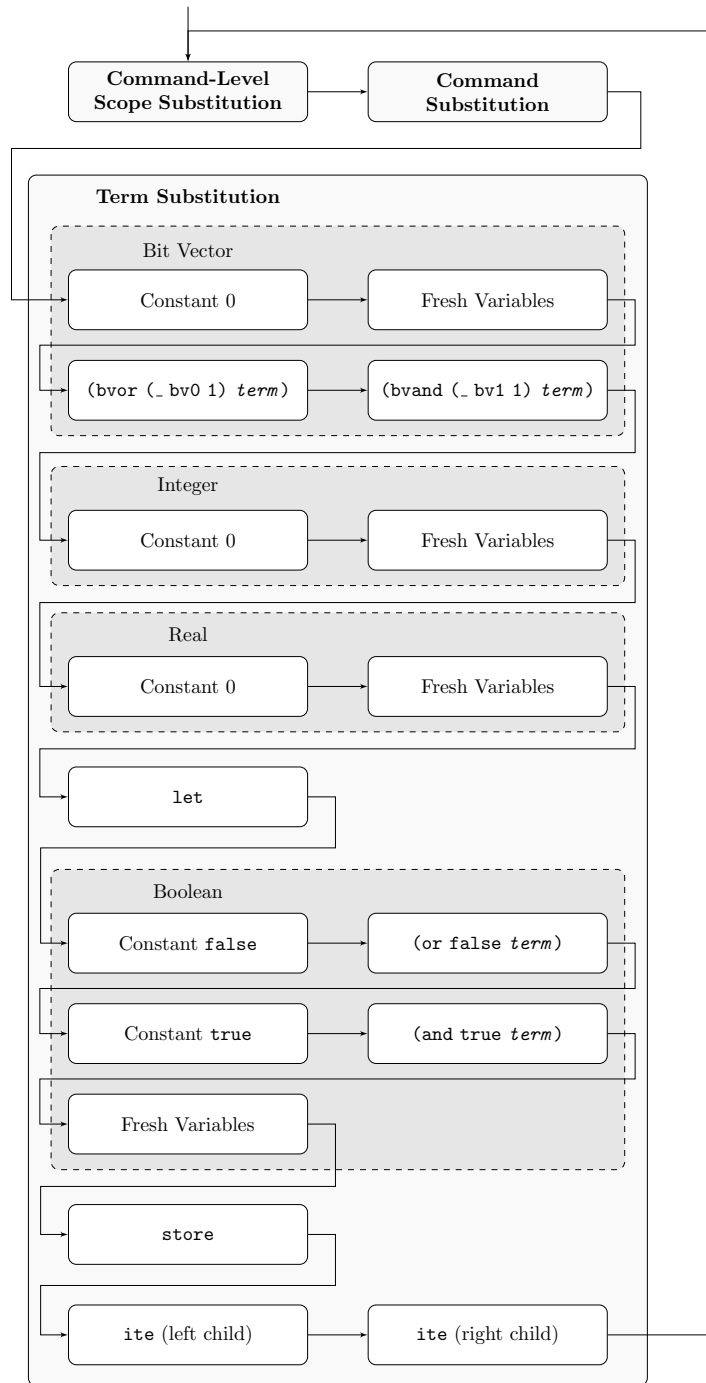 Command-Level
Scope Substitution
Command
Substitution
Term Substitution
Bit Vector
Constant 0
Fresh Variables
(bvor (_ bv0 1) term)
(bvand (_ bv1 1) term)
Integer
Constant 0
Fresh Variables
Real
Constant 0
Fresh Variables
let
Boolean
Constant false
(or false term)
Constant true
(and true term)
Fresh Variables
store
ite (left child)
ite (right child)